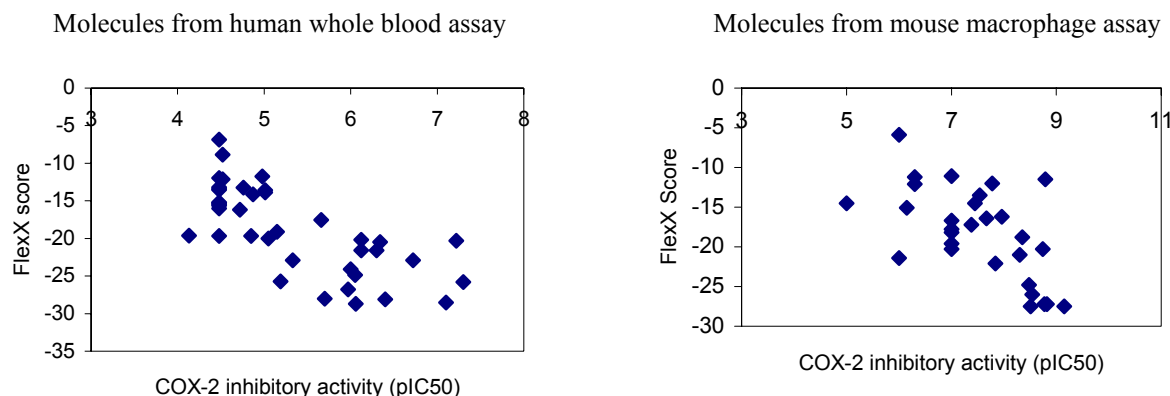 Molecules from human whole blood assay
0
-5
-10
-15
-20
-25
-30
-35
3 4 5 6 7 8
FlexX score
COX-2 inhibitory activity (pIC50)
Molecules from mouse macrophage assay
0
-5
-10
-15
-20
-25
-30
3 5 7 9 11
FlexX Score
COX-2 inhibitory activity (pIC50)